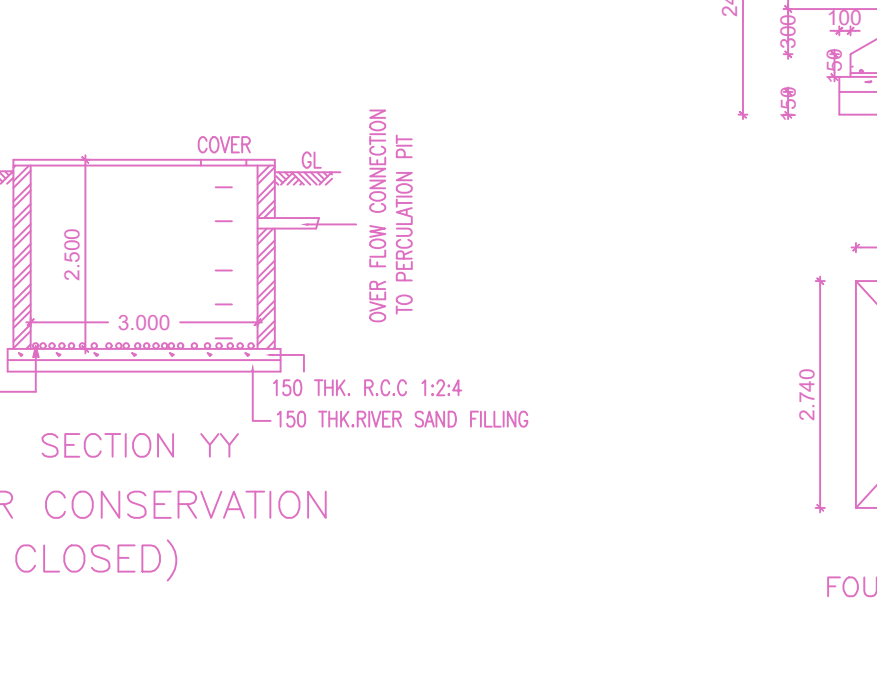 24
300
100
150
150
COVER
GL
OVER FLOW CONNECTION
TO PERCULATION PIT
2.500
3.000
150 THK. R.C.C 1:2:4
150 THK.RIVER SAND FILLING
SECTION YY
R CONSERVATION
CLOSED)
2.740
FOU